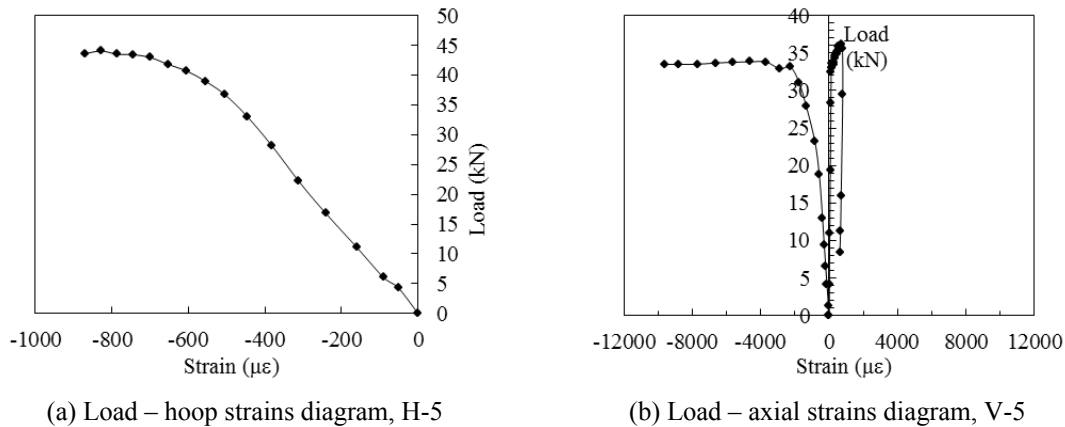 50
45
40
35
30
25
20
15
10
5
0
Load (kN)
-1000 -800 -600 -400 -200 0
Strain (µε)
(a) Load – hoop strains diagram, H-5
40
35
30
25
20
15
10
5
0
Load
(kN)
-12000 -8000 -4000 0 4000 8000 12000
Strain (µε)
(b) Load – axial strains diagram, V-5